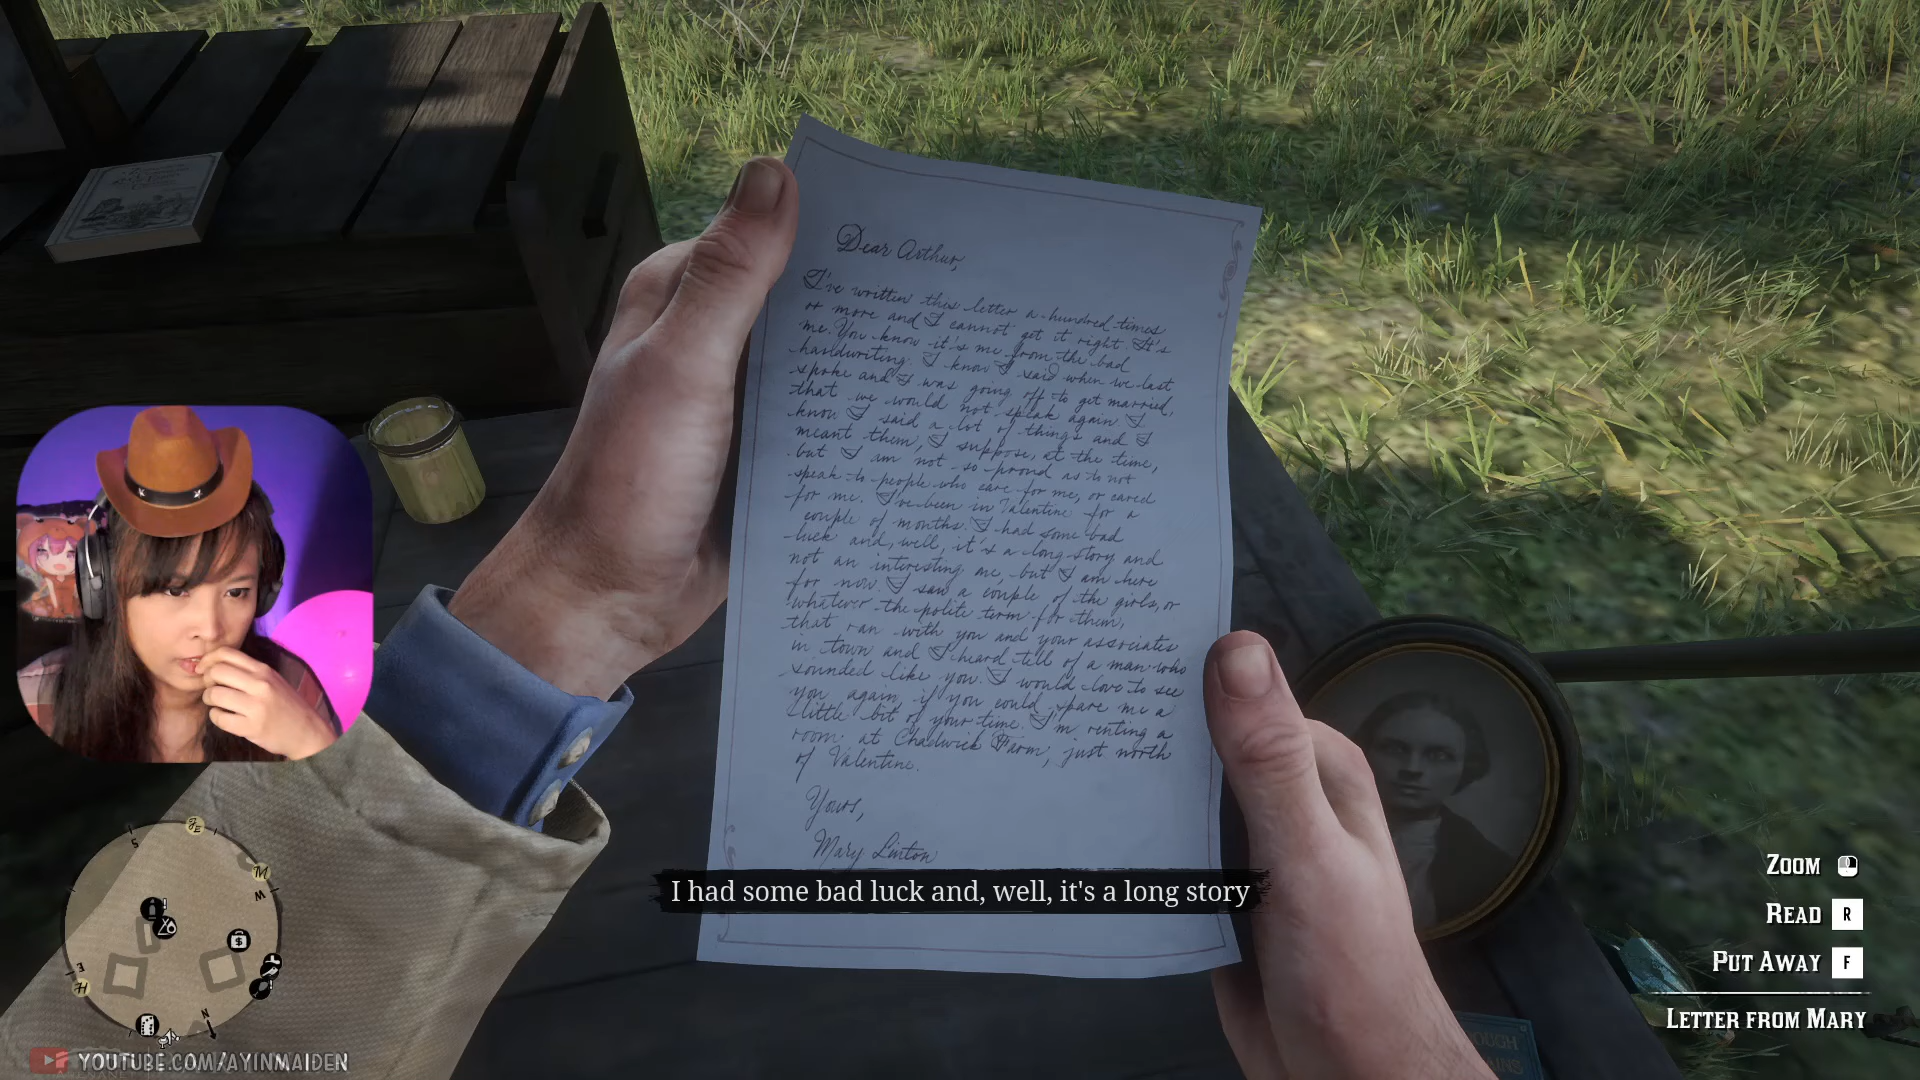 Dear Arthur,
I've written this letter a hundred times
or more and I cannot get it right. It's
me. You know it's me from the bad
handwriting. I know I said when we last
spoke and I was going off to get married,
that we would not speak again. I
know I said a lot of things and I
meant them, I suppose, at the time,
but I am not so proud as to not
speak to people who care for me, or cared
for me. I've been in Valentine for a
couple of months. I had some bad
luck and, well, it's a long story and
not an interesting one, but I am here
for now. I saw a couple of the girls, or
whatever the polite term for them,
that ran with you and your associates
in town and I heard tell of a man who
sounded like you. I would love to see
you again, if you could spare me a
little bit of your time. I'm renting a
room at Chadwick Farm, just north
of Valentine.
Yours,
Mary Linton
I had some bad luck and, well, it's a long story
ZOOM
READ R
PUT AWAY F
LETTER FROM MARY
S
W
E
N
H
M
YOUTUBE.COM/AYINMAIDEN